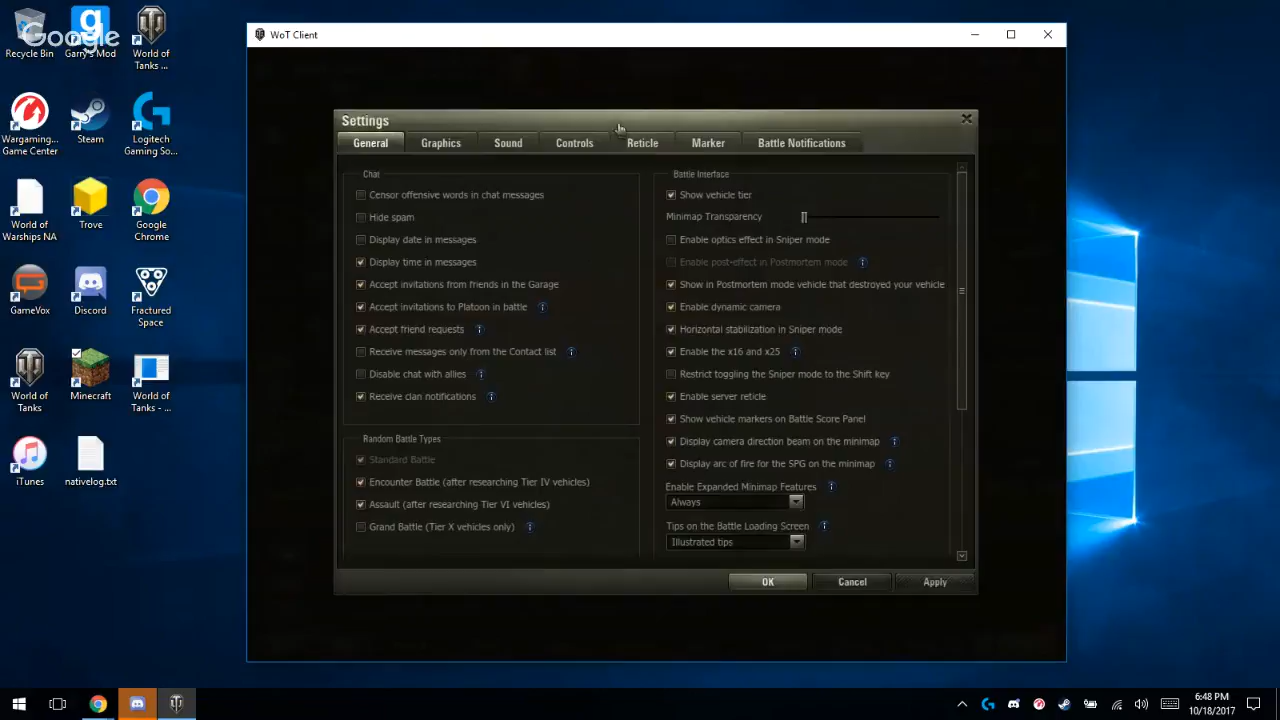 Google
Recycle Bin
Garry's Mod
World of
Tanks ...
Wargaming....
Game Center
Steam
Logitech
Gaming So...
World of
Warships NA
Trove
Google
Chrome
GameVox
Discord
Fractured
Space
World of
Tanks
Minecraft
World of
Tanks - ...
iTunes
nativelog.txt
WoT Client
Settings
General
Graphics
Sound
Controls
Reticle
Marker
Battle Notifications
Chat
Censor offensive words in chat messages
Hide spam
Display date in messages
Display time in messages
Accept invitations from friends in the Garage
Accept invitations to Platoon in battle
Accept friend requests
Receive messages only from the Contact list
Disable chat with allies
Receive clan notifications
Random Battle Types
Standard Battle
Encounter Battle (after researching Tier IV vehicles)
Assault (after researching Tier VI vehicles)
Grand Battle (Tier X vehicles only)
Battle Interface
Show vehicle tier
Minimap Transparency
Enable optics effect in Sniper mode
Enable post-effect in Postmortem mode
Show in Postmortem mode vehicle that destroyed your vehicle
Enable dynamic camera
Horizontal stabilization in Sniper mode
Enable the x16 and x25
Restrict toggling the Sniper mode to the Shift key
Enable server reticle
Show vehicle markers on Battle Score Panel
Display camera direction beam on the minimap
Display arc of fire for the SPG on the minimap
Enable Expanded Minimap Features
Always
Tips on the Battle Loading Screen
Illustrated tips
OK
Cancel
Apply
6:48 PM
10/18/2017